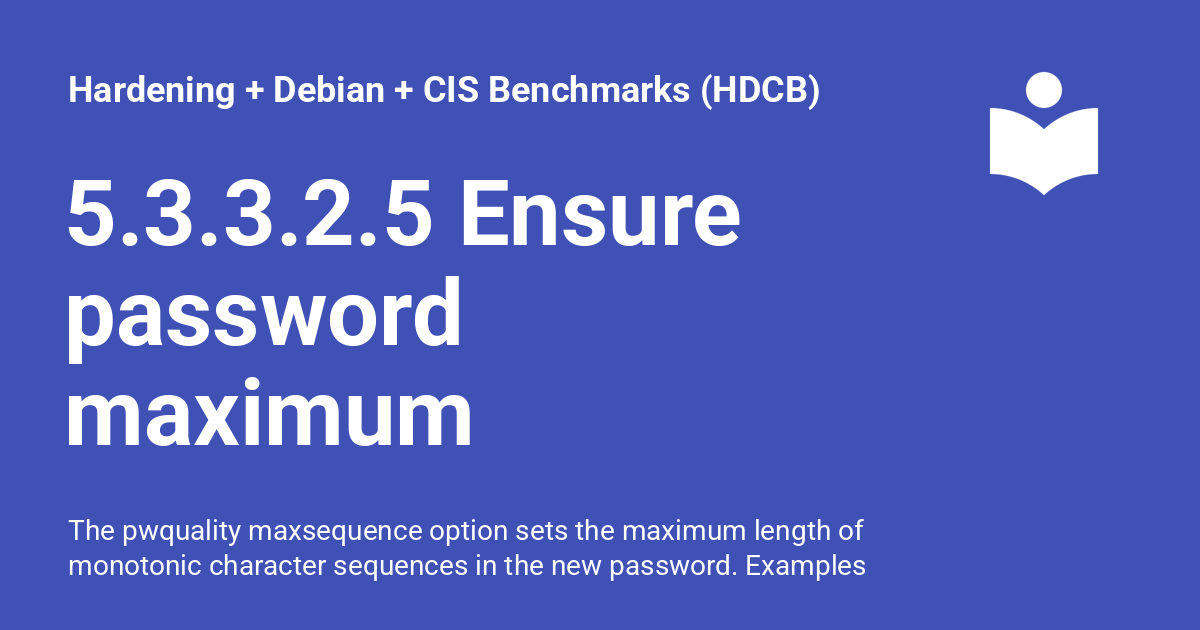 Hardening + Debian + CIS Benchmarks (HDCB)
5.3.3.2.5 Ensure
password
maximum
The pwquality maxsequence option sets the maximum length of
monotonic character sequences in the new password. Examples